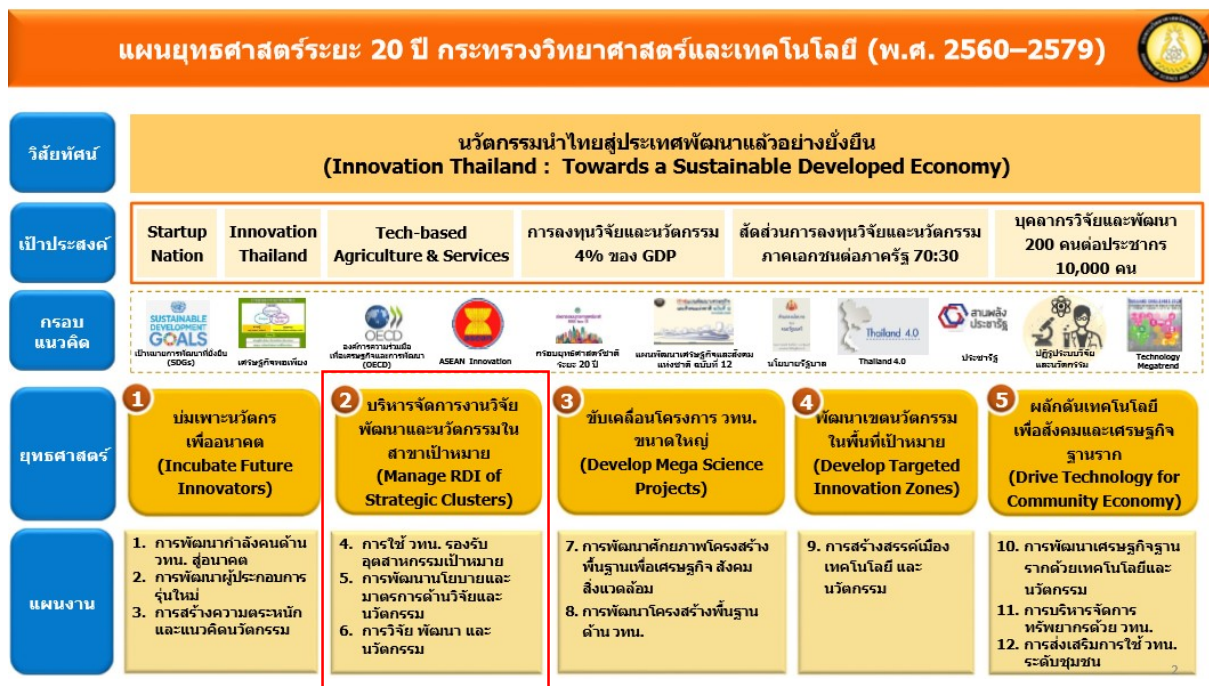 แผนยุทธศาสตร์ระยะ 20 ปี กระทรวงวิทยาศาสตร์และเทคโนโลยี (พ.ศ. 2560–2579)
วิสัยทัศน์
นวัตกรรมนำไทยสู่ประเทศพัฒนาแล้วอย่างยั่งยืน
(Innovation Thailand : Towards a Sustainable Developed Economy)
เป้าประสงค์
Startup
Nation
Innovation
Thailand
Tech-based
Agriculture & Services
การลงทุนวิจัยและนวัตกรรม
4% ของ GDP
สัดส่วนการลงทุนวิจัยและนวัตกรรม
ภาคเอกชนต่อภาครัฐ 70:30
บุคลากรวิจัยและพัฒนา
200 คนต่อประชากร
10,000 คน
กรอบ
แนวคิด
SUSTAINABLE
DEVELOPMENT
GOALS
เป้าหมายการพัฒนาที่ยั่งยืน
(SDGs)
เศรษฐกิจพอเพียง
OECD
องค์การความร่วมมือ
เพื่อเศรษฐกิจและการพัฒนา
(OECD)
ASEAN Innovation
กรอบยุทธศาสตร์ชาติ
ระยะ 20 ปี
แผนพัฒนาเศรษฐกิจและสังคม
แห่งชาติ ฉบับที่ 12
นโยบายรัฐบาล
Thailand 4.0
Thailand 4.0
สานพลัง
ประชารัฐ
ประชารัฐ
ปฏิรูประบบวิจัย
และนวัตกรรม
Technology
Megatrend
ยุทธศาสตร์
1
บ่มเพาะนวัตกร
เพื่ออนาคต
(Incubate Future
Innovators)
2
บริหารจัดการงานวิจัย
พัฒนาและนวัตกรรมใน
สาขาเป้าหมาย
(Manage RDI of
Strategic Clusters)
3
ขับเคลื่อนโครงการ วทน.
ขนาดใหญ่
(Develop Mega Science
Projects)
4
พัฒนาเขตนวัตกรรม
ในพื้นที่เป้าหมาย
(Develop Targeted
Innovation Zones)
5
ผลักดันเทคโนโลยี
เพื่อสังคมและเศรษฐกิจ
ฐานราก
(Drive Technology for
Community Economy)
แผนงาน
1. การพัฒนากำลังคนด้าน
วทน. สู่อนาคต
2. การพัฒนาผู้ประกอบการ
รุ่นใหม่
3. การสร้างความตระหนัก
และแนวคิดนวัตกรรม
4. การใช้ วทน. รองรับ
อุตสาหกรรมเป้าหมาย
5. การพัฒนานโยบายและ
มาตรการด้านวิจัยและ
นวัตกรรม
6. การวิจัย พัฒนา และ
นวัตกรรม
7. การพัฒนาศักยภาพโครงสร้าง
พื้นฐานเพื่อเศรษฐกิจ สังคม
สิ่งแวดล้อม
8. การพัฒนาโครงสร้างพื้นฐาน
ด้าน วทน.
9. การสร้างสรรค์เมือง
เทคโนโลยี และ
นวัตกรรม
10. การพัฒนาเศรษฐกิจฐาน
รากด้วยเทคโนโลยีและ
นวัตกรรม
11. การบริหารจัดการ
ทรัพยากรด้วย วทน.
12. การส่งเสริมการใช้ วทน.
ระดับชุมชน
2